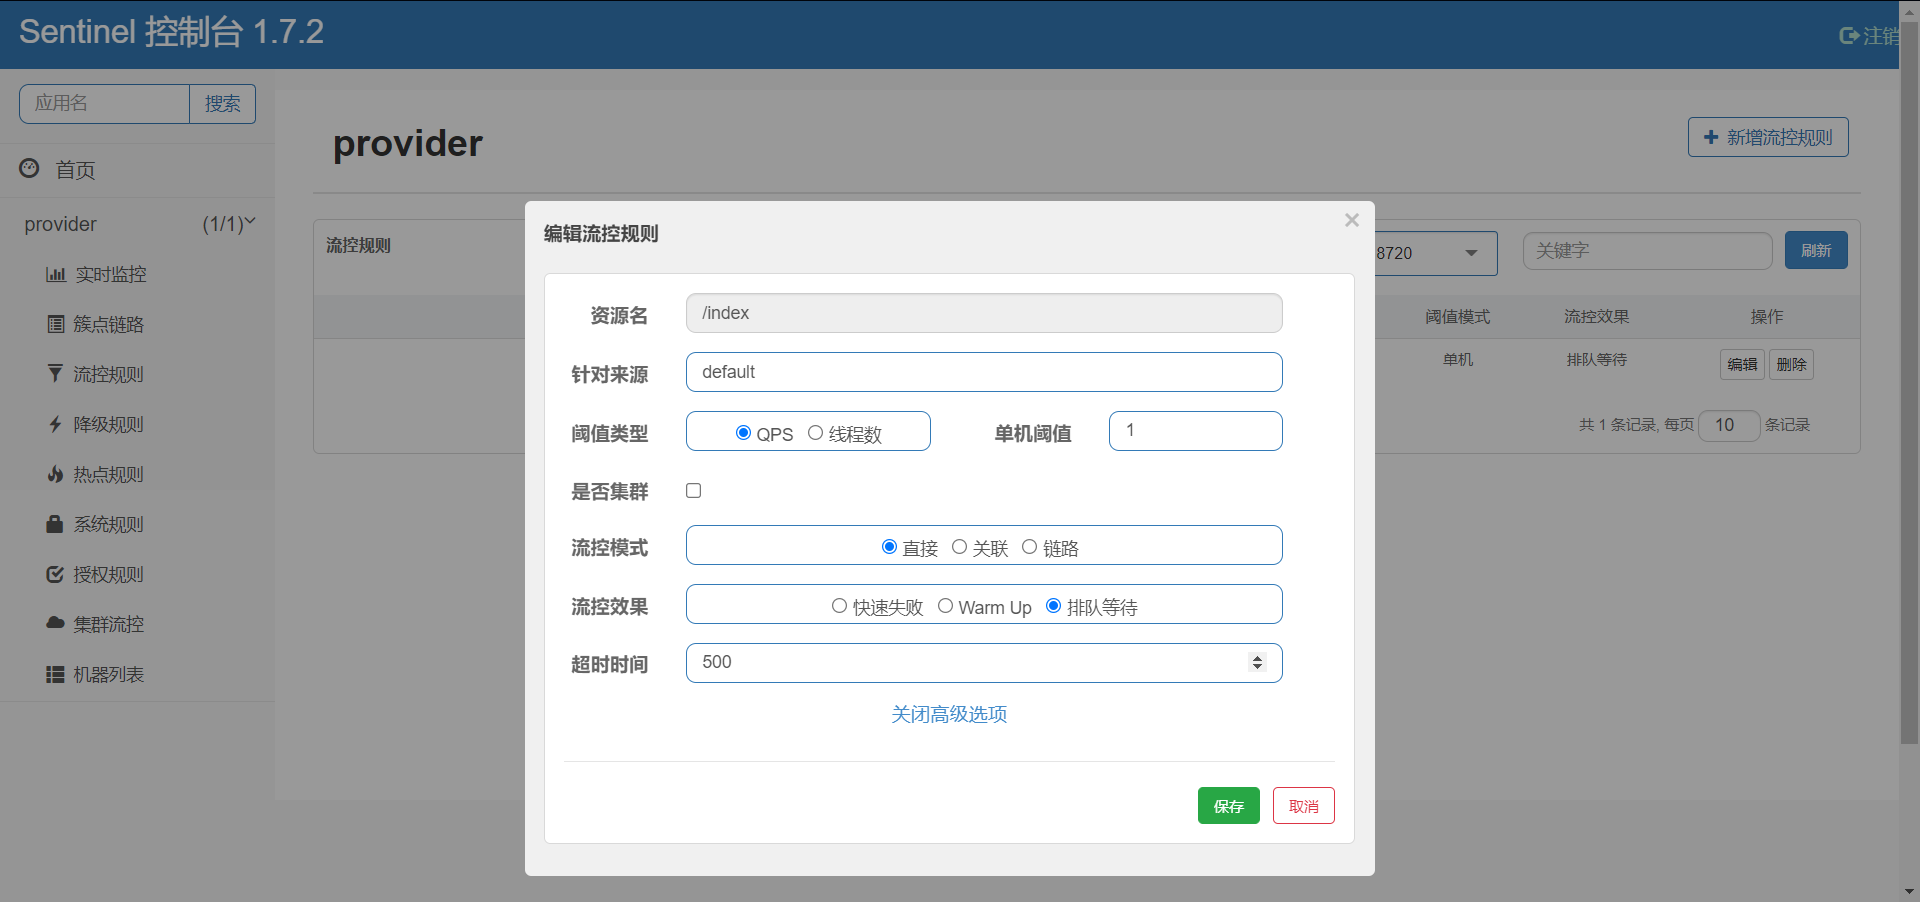 Sentinel 控制台 1.7.2
注销
应用名
搜索
首页
provider (1/1)
实时监控
簇点链路
流控规则
降级规则
热点规则
系统规则
授权规则
集群流控
机器列表
provider
新增流控规则
流控规则
8720
关键字
刷新
阈值模式 流控效果 操作
单机 排队等待 编辑 删除
共 1 条记录, 每页 10 条记录
编辑流控规则
×
资源名 /index
针对来源 default
阈值类型 QPS 线程数 单机阈值 1
是否集群
流控模式 直接 关联 链路
流控效果 快速失败 Warm Up 排队等待
超时时间 500
关闭高级选项
保存 取消